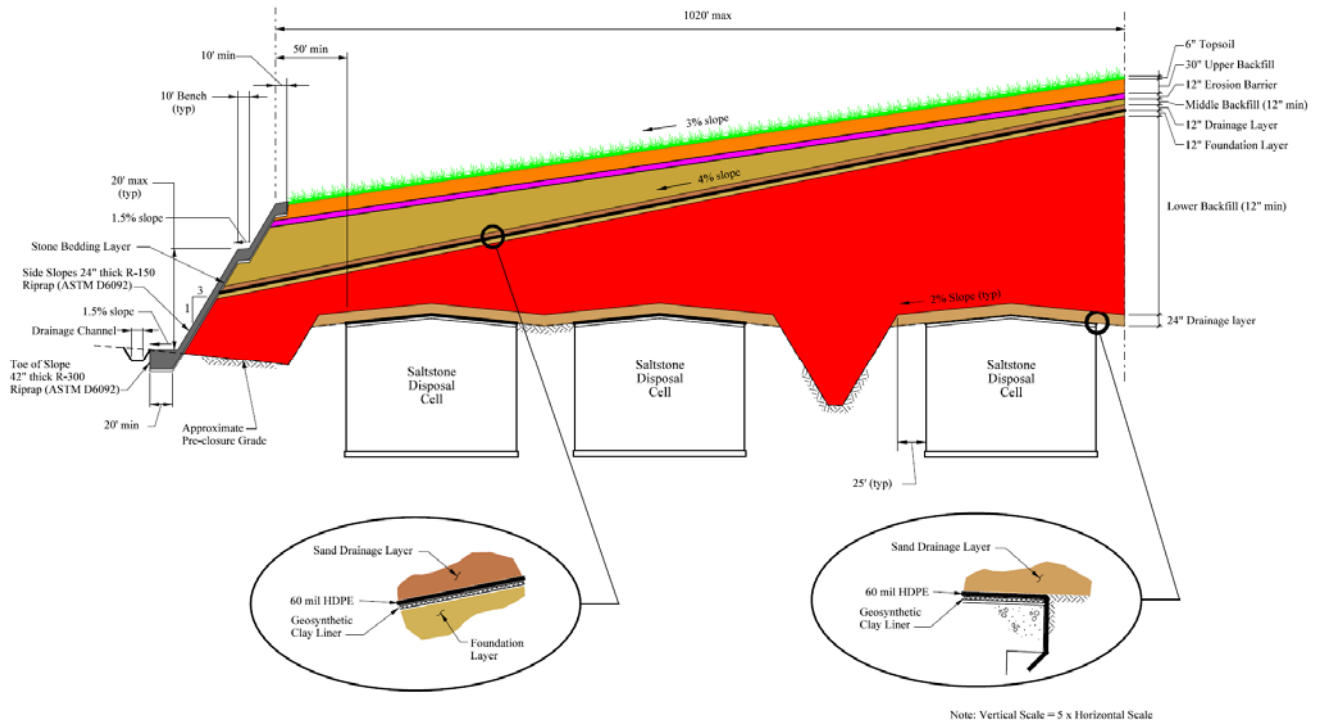 1020' max
50' min
10' min
10' Bench
(typ)
20' max
(typ)
1.5% slope
Stone Bedding Layer
Side Slopes 24" thick R-150
Riprap (ASTM D6092)
3
1
1.5% slope
Drainage Channel
Toe of Slope
42" thick R-300
Riprap (ASTM D6092)
20' min
Approximate
Pre-closure Grade
3% slope
4% slope
2% Slope (typ)
6" Topsoil
30" Upper Backfill
12" Erosion Barrier
Middle Backfill (12" min)
12" Drainage Layer
12" Foundation Layer
Lower Backfill (12" min)
24" Drainage layer
Saltstone
Disposal
Cell
Saltstone
Disposal
Cell
Saltstone
Disposal
Cell
25' (typ)
Sand Drainage Layer
60 mil HDPE
Geosynthetic
Clay Liner
Foundation
Layer
Sand Drainage Layer
60 mil HDPE
Geosynthetic
Clay Liner
Note: Vertical Scale = 5 x Horizontal Scale